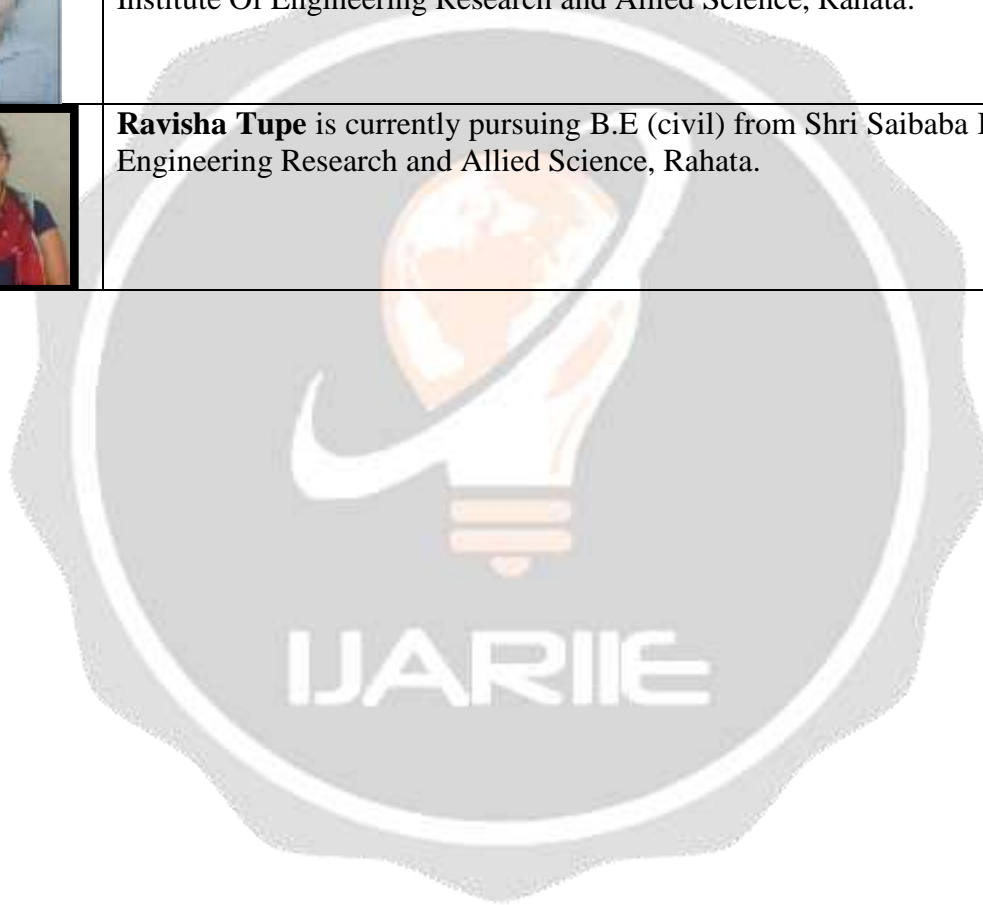 Institute Of Engineering Research and Allied Science, Rahata.
Ravisha Tupe is currently pursuing B.E (civil) from Shri Saibaba
Engineering Research and Allied Science, Rahata.
IJARIIE